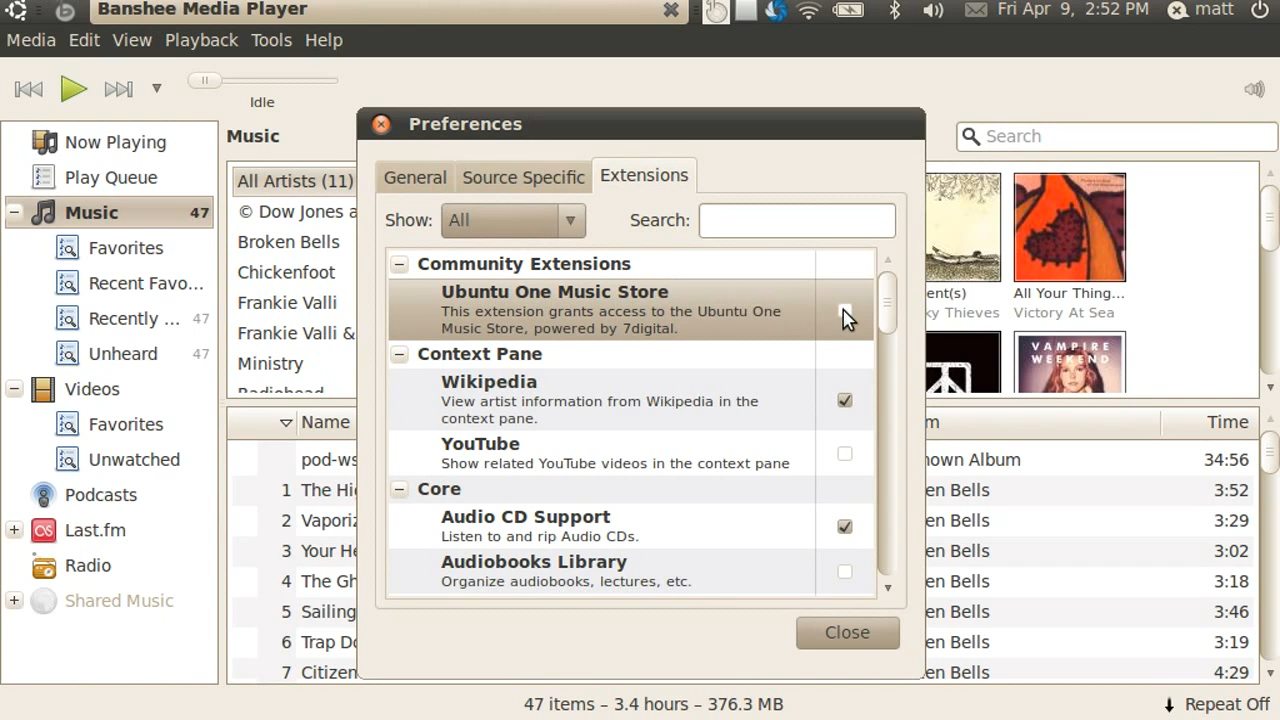 Banshee Media Player
Fri Apr 9, 2:52 PM
matt
Media Edit View Playback Tools Help
Idle
Now Playing
Play Queue
Music 47
Favorites
Recent Favo...
Recently ... 47
Unheard 47
Videos
Favorites
Unwatched
Podcasts
Last.fm
Radio
Shared Music
Music
Search
All Artists (11)
© Dow Jones a
Broken Bells
Chickenfoot
Frankie Valli
Frankie Valli &
Ministry
Radiohead
Preferences
General Source Specific Extensions
Show: All Search:
Community Extensions
Ubuntu One Music Store
This extension grants access to the Ubuntu One
Music Store, powered by 7digital.
Context Pane
Wikipedia
View artist information from Wikipedia in the
context pane.
YouTube
Show related YouTube videos in the context pane
Core
Audio CD Support
Listen to and rip Audio CDs.
Audiobooks Library
Organize audiobooks, lectures, etc.
Close
ent(s)
ky Thieves
All Your Thing...
Victory At Sea
VAMPIRE
WEEKEND
Name m Time
pod-ws nown Album 34:56
1 The Hi en Bells 3:52
2 Vaporiz en Bells 3:29
3 Your He en Bells 3:02
4 The Gh en Bells 3:18
5 Sailing en Bells 3:46
6 Trap Do en Bells 3:19
7 Citizen en Bells 4:29
47 items – 3.4 hours – 376.3 MB
Repeat Off